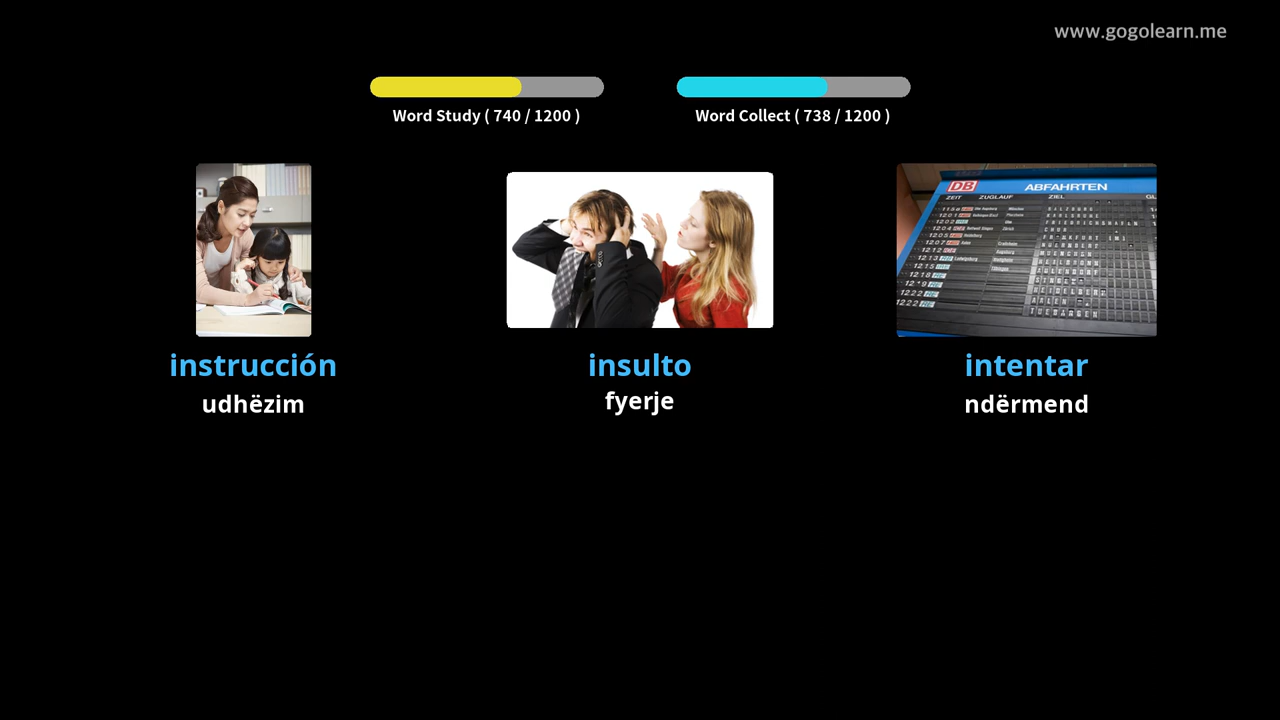 www.gogolearn.me
Word Study ( 740 / 1200 )
Word Collect ( 738 / 1200 )
DB ABFAHRTEN
ZEIT ZUGLAUF ZIEL
instrucción
insulto
intentar
udhëzim
fyerje
ndërmend